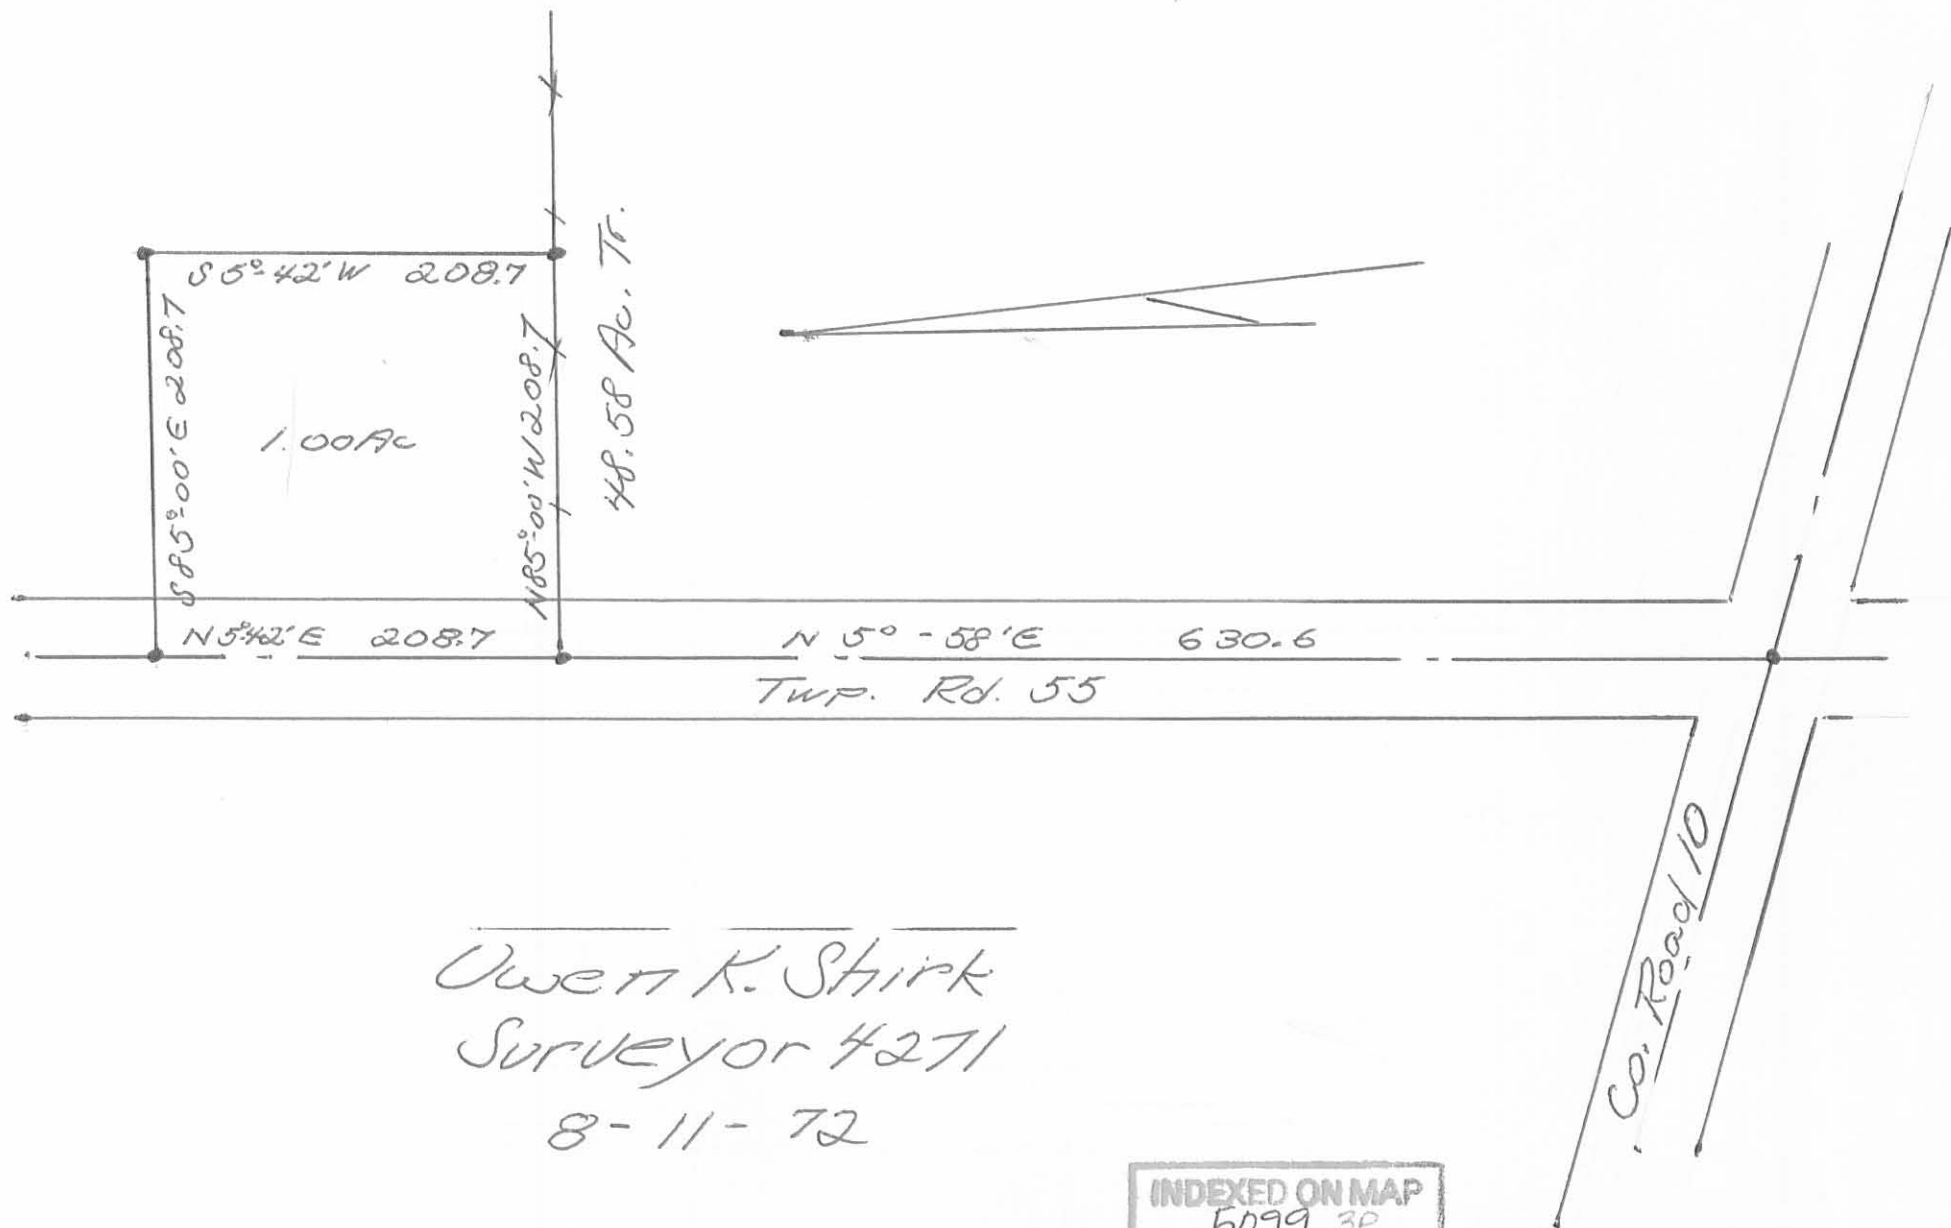 S 5°-42' W 208.7
S 85°-00' E 208.7
1.00 Ac
N 85°-00' W 208.7
48.58 Ac. Tr.
N 5°42' E 208.7
N 5° - 58' E 630.6
Twp. Rd. 55
Co. Road 10
Owen K. Shirk
Surveyor 4271
8 - 11 - 72
INDEXED ON MAP
5099